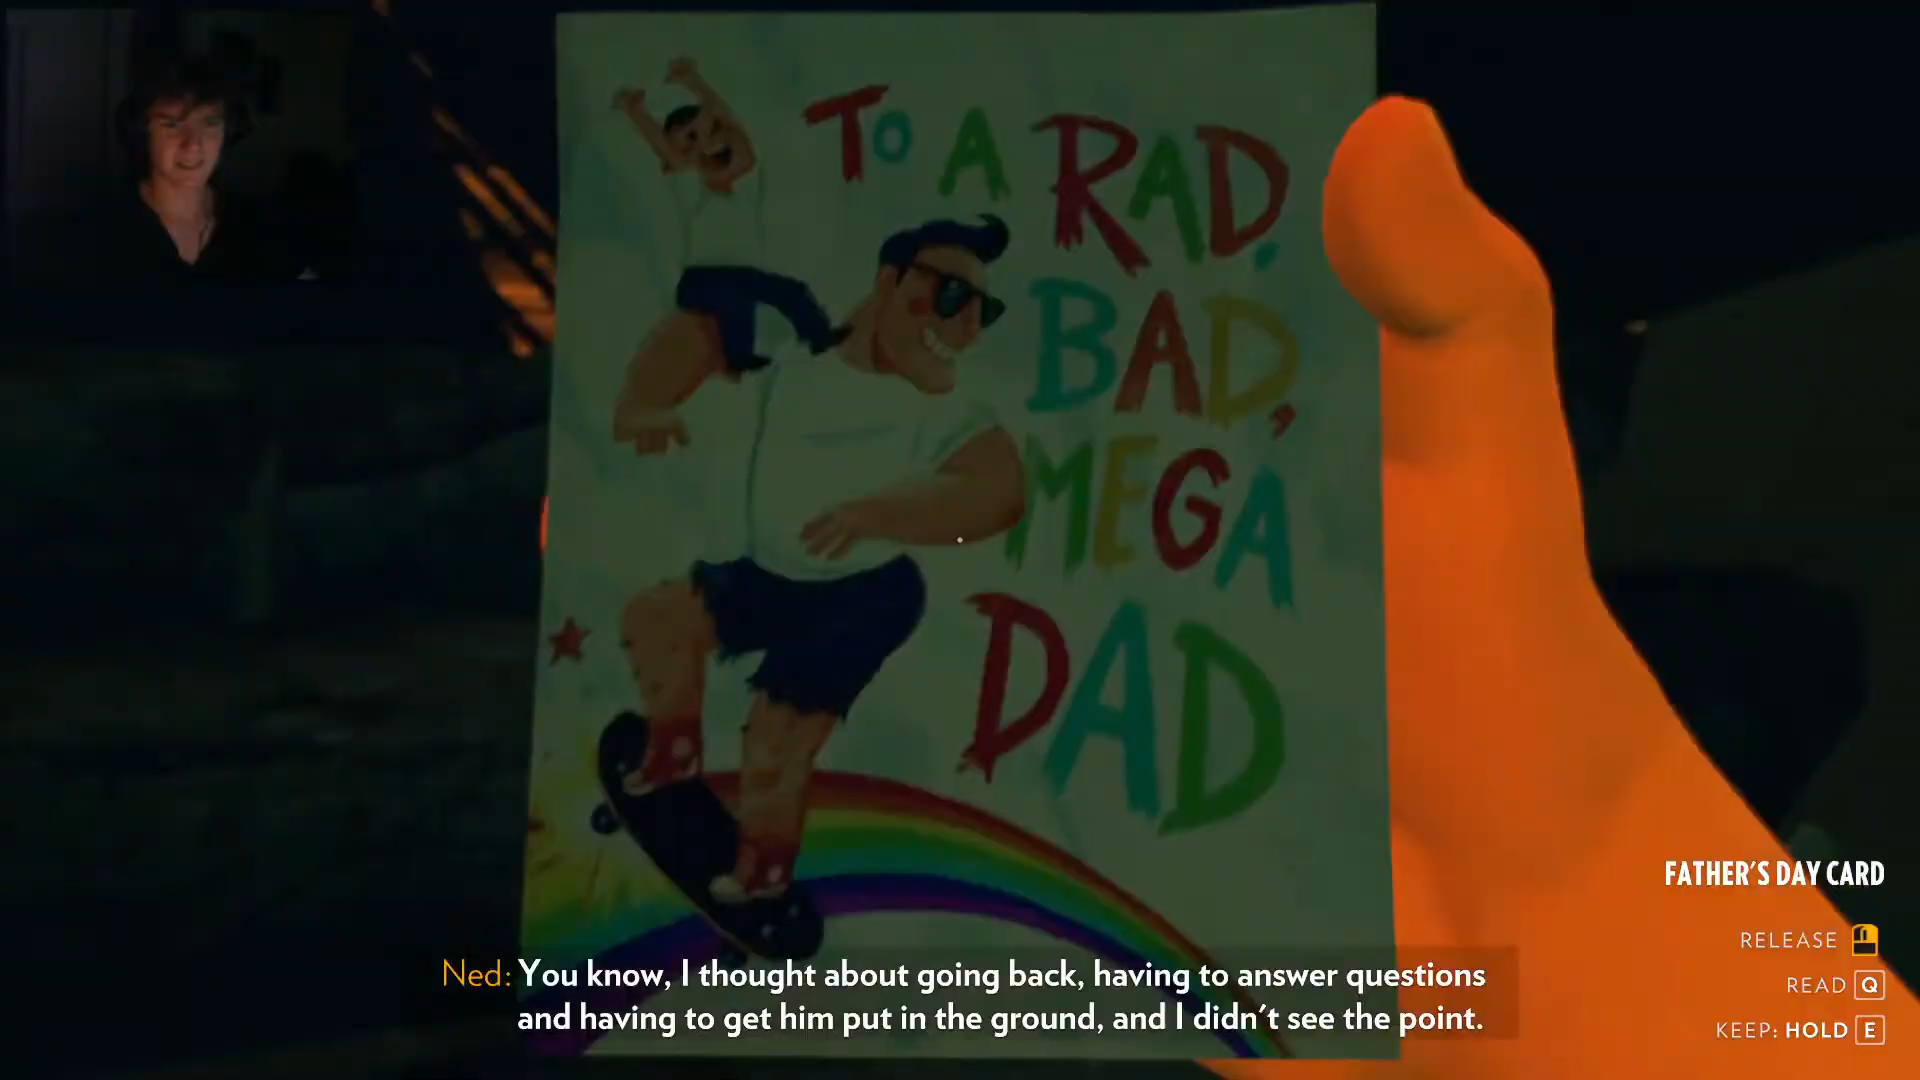 TO A RAD,
BAD,
MEGA
DAD
FATHER'S DAY CARD
RELEASE
READ Q
KEEP: HOLD E
Ned: You know, I thought about going back, having to answer questions
and having to get him put in the ground, and I didn't see the point.